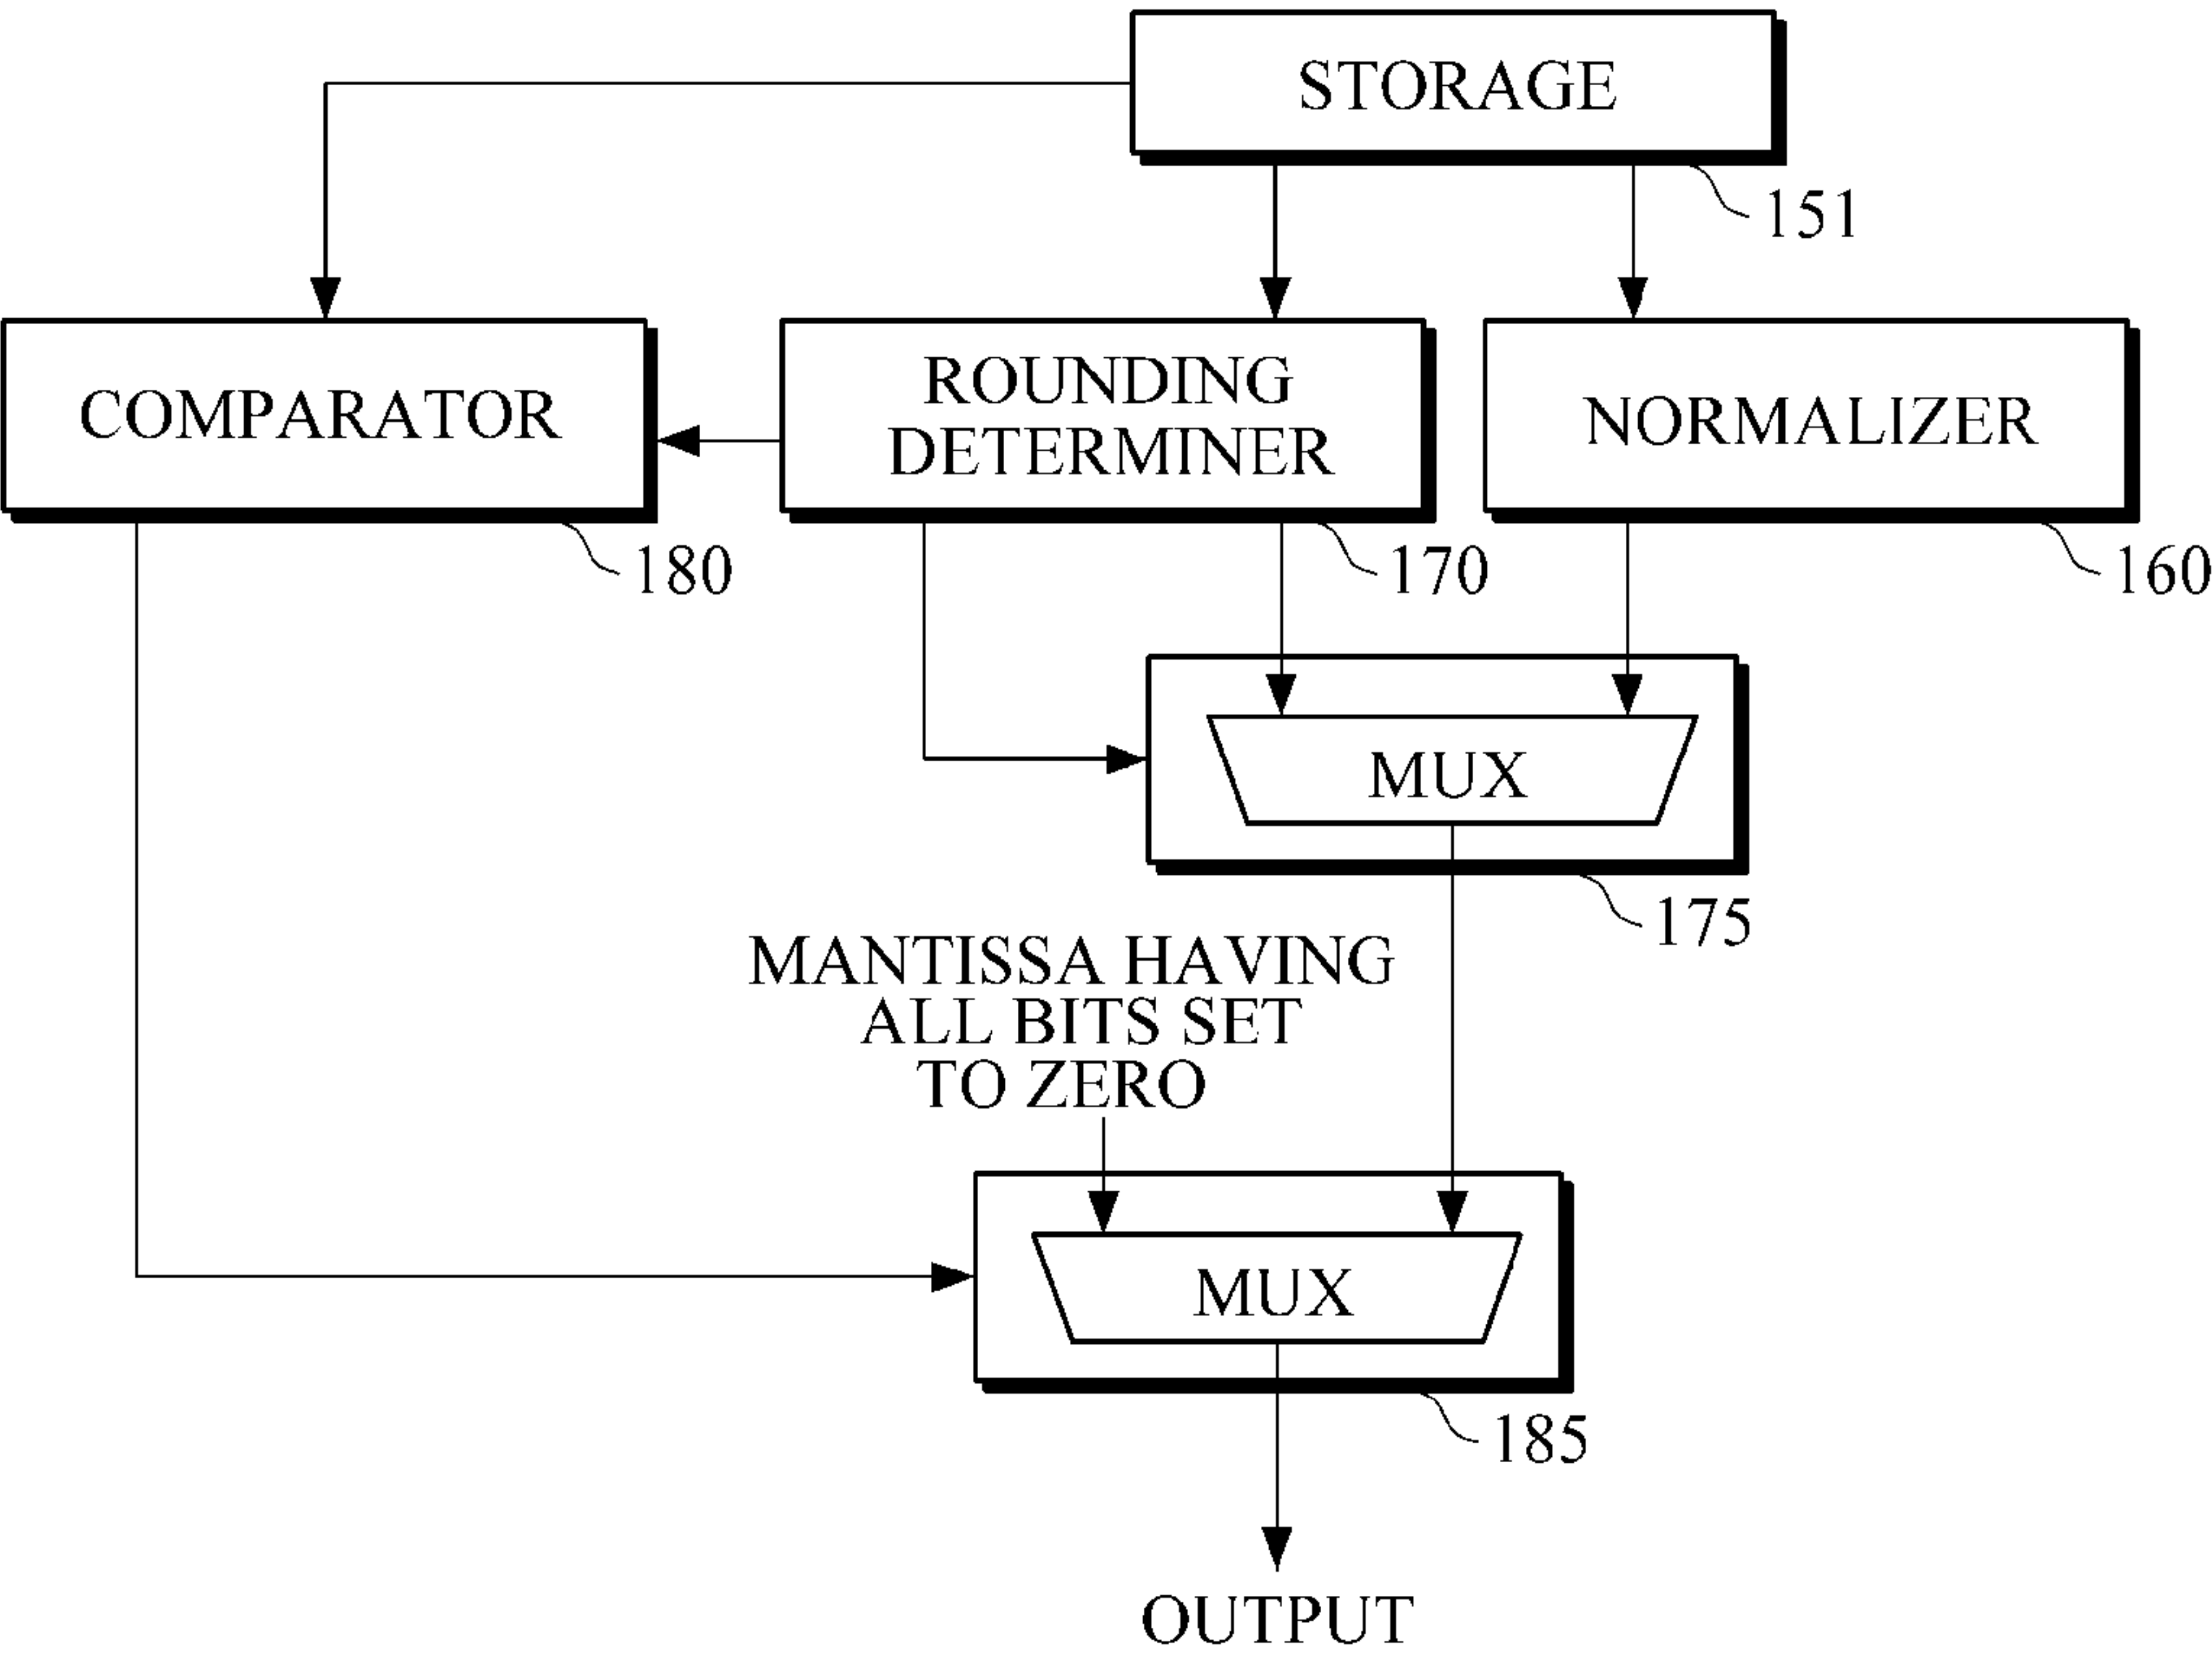 STORAGE
151
COMPARATOR
180
ROUNDING
DETERMINER
170
NORMALIZER
160
MUX
175
MANTISSA HAVING
ALL BITS SET
TO ZERO
MUX
185
OUTPUT